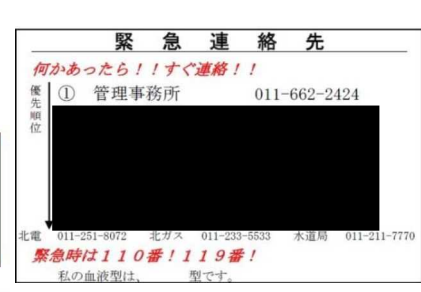 緊急連絡先
何かあったら！！すぐ連絡！！
優先順位
① 管理事務所 011-662-2424
北電 011-251-8072 北ガス 011-233-5533 水道局 011-211-7770
緊急時は１１０番！１１９番！
私の血液型は、 型です。